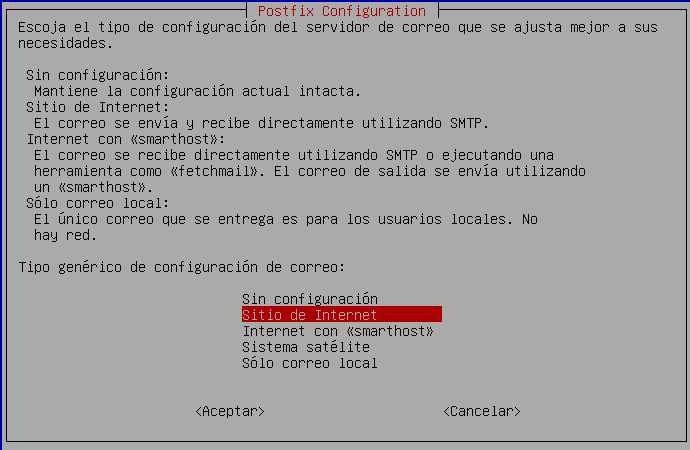 Postfix Configuration
Escoja el tipo de configuración del servidor de correo que se ajusta mejor a sus
necesidades.
Sin configuración:
Mantiene la configuración actual intacta.
Sitio de Internet:
El correo se envía y recibe directamente utilizando SMTP.
Internet con «smarthost»:
El correo se recibe directamente utilizando SMTP o ejecutando una
herramienta como «fetchmail». El correo de salida se envía utilizando
un «smarthost».
Sólo correo local:
El único correo que se entrega es para los usuarios locales. No
hay red.
Tipo genérico de configuración de correo:
Sin configuración
Sitio de Internet
Internet con «smarthost»
Sistema satélite
Sólo correo local
<Aceptar> <Cancelar>